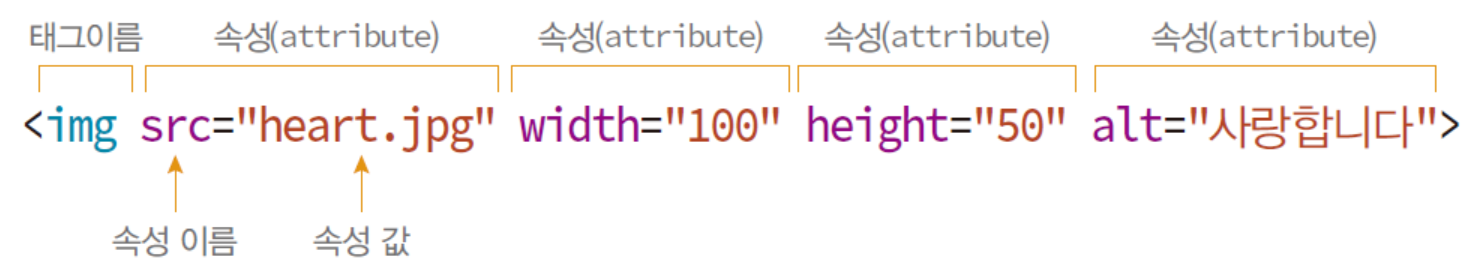 태그이름 속성(attribute) 속성(attribute) 속성(attribute) 속성(attribute)
<img src="heart.jpg" width="100" height="50" alt="사랑합니다">
속성 이름 속성 값